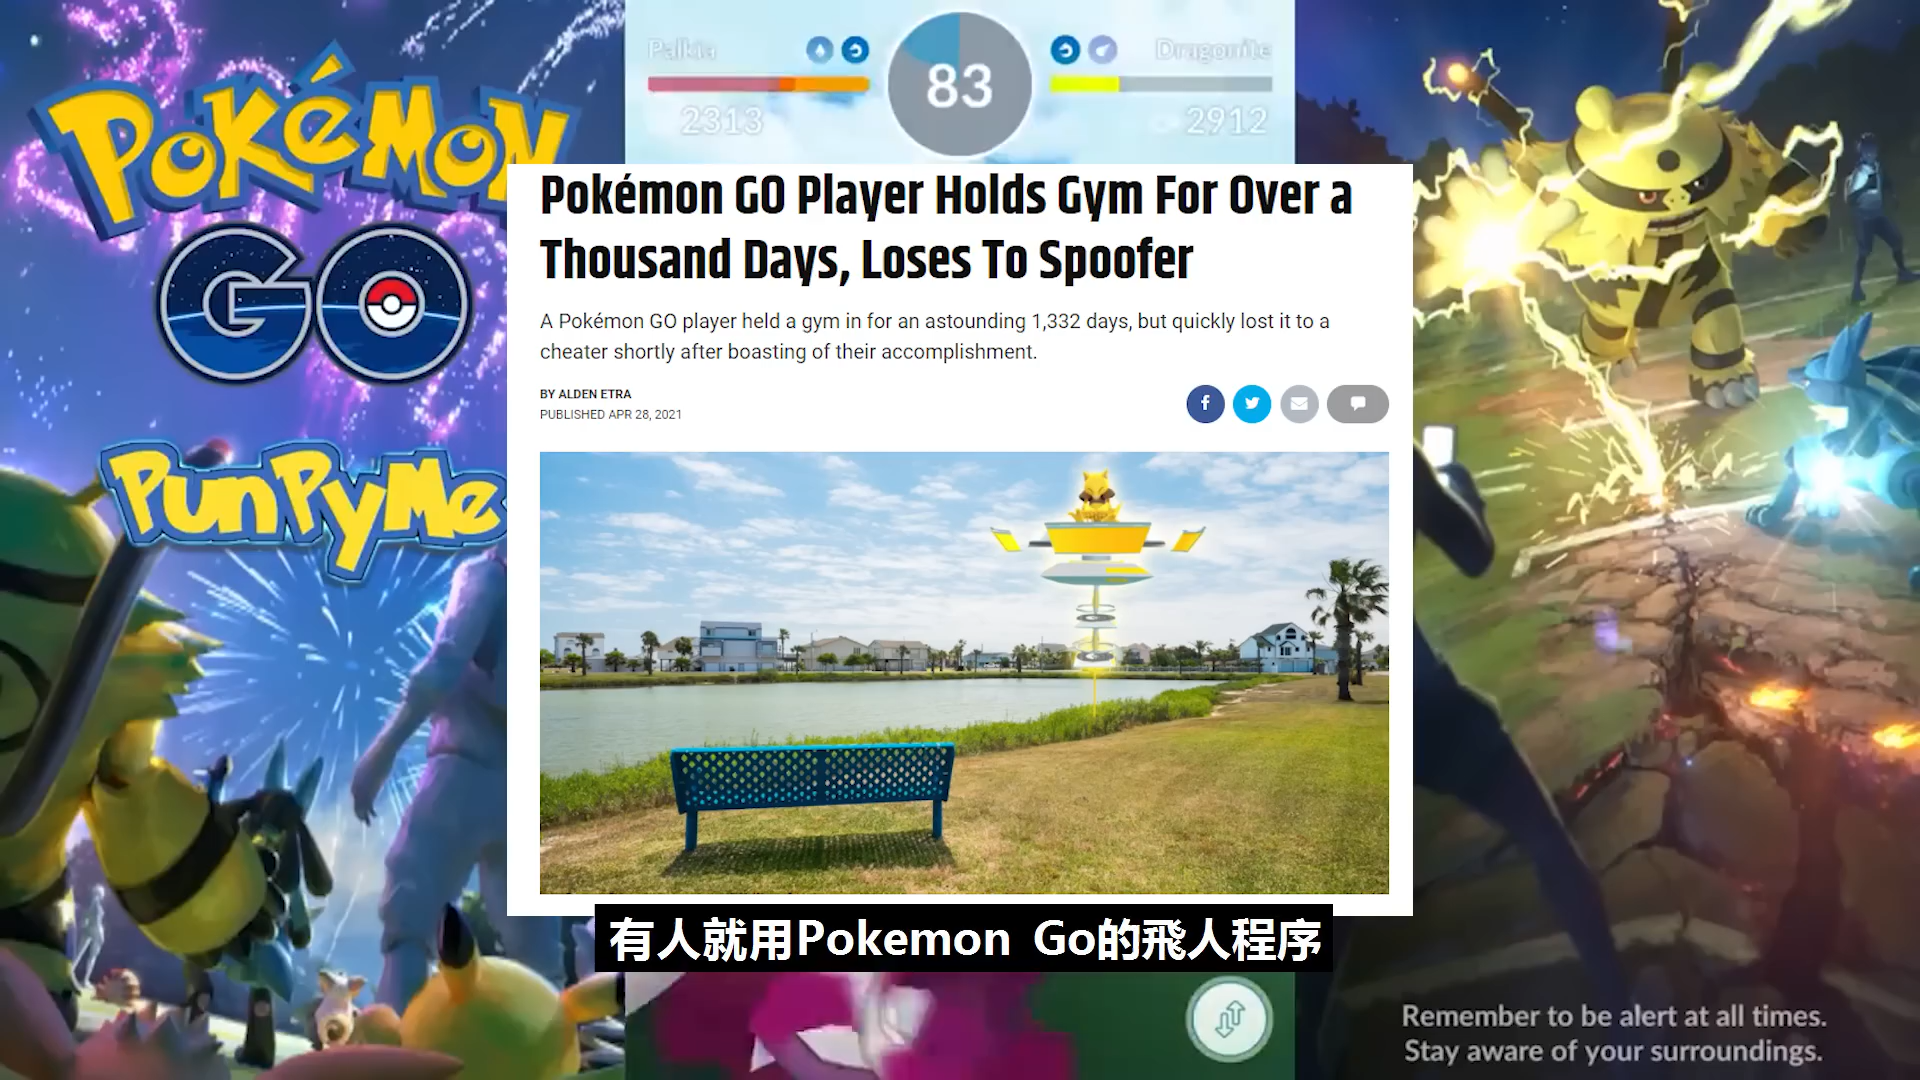 Pokémon
GO
PunPyMe
Palkia
2313
83
Dragonite
2912
Pokémon GO Player Holds Gym For Over a
Thousand Days, Loses To Spoofer
A Pokémon GO player held a gym in for an astounding 1,332 days, but quickly lost it to a
cheater shortly after boasting of their accomplishment.
BY ALDEN ETRA
PUBLISHED APR 28, 2021
有人就用Pokemon Go的飛人程序
Remember to be alert at all times.
Stay aware of your surroundings.